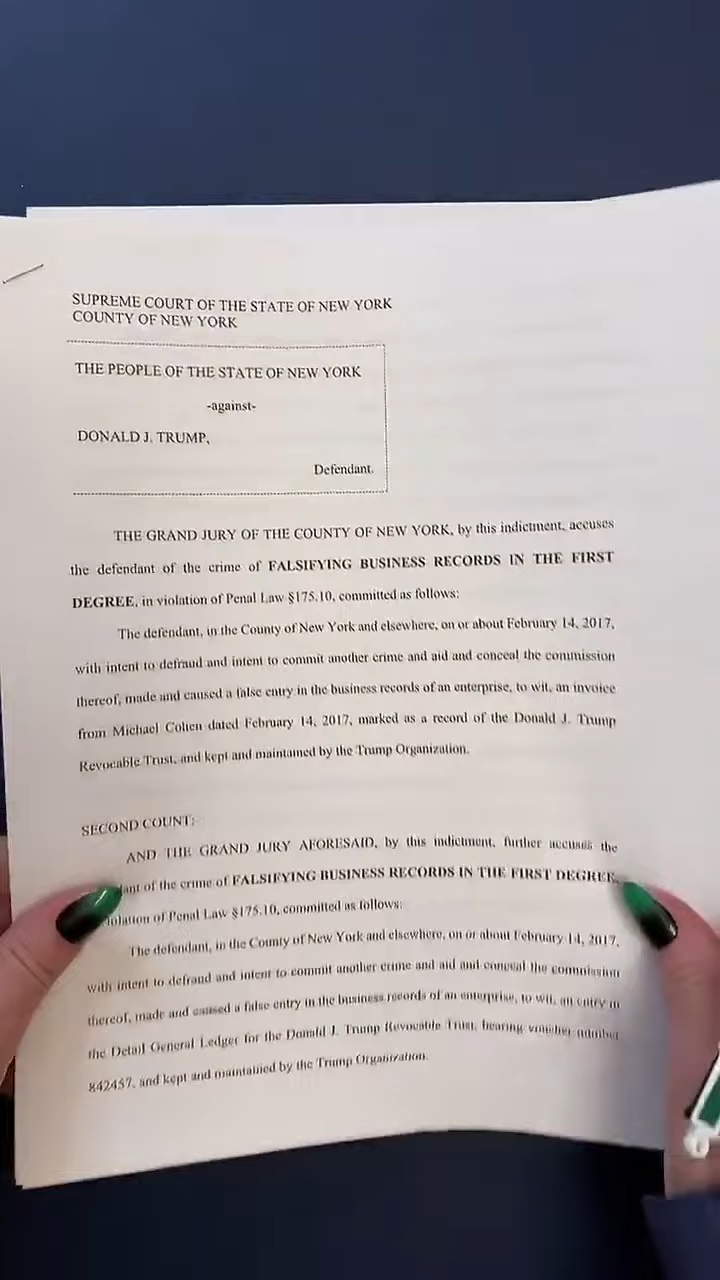 SUPREME COURT OF THE STATE OF NEW YORK
COUNTY OF NEW YORK
THE PEOPLE OF THE STATE OF NEW YORK
-against-
DONALD J. TRUMP,
Defendant.
THE GRAND JURY OF THE COUNTY OF NEW YORK, by this indictment, accuses
the defendant of the crime of FALSIFYING BUSINESS RECORDS IN THE FIRST
DEGREE, in violation of Penal Law §175.10, committed as follows:
The defendant, in the County of New York and elsewhere, on or about February 14, 2017,
with intent to defraud and intent to commit another crime and aid and conceal the commission
thereof, made and caused a false entry in the business records of an enterprise, to wit, an invoice
from Michael Cohen dated February 14, 2017, marked as a record of the Donald J. Trump
Revocable Trust, and kept and maintained by the Trump Organization.
SECOND COUNT:
AND THE GRAND JURY AFORESAID, by this indictment, further accuses the
dant of the crime of FALSIFYING BUSINESS RECORDS IN THE FIRST DEGREE,
iolation of Penal Law §175.10, committed as follows:
The defendant, in the County of New York and elsewhere, on or about February 14, 2017,
with intent to defraud and intent to commit another crime and aid and conceal the commission
thereof, made and caused a false entry in the business records of an enterprise, to wit, an entry in
the Detail General Ledger for the Donald J. Trump Revocable Trust, bearing voucher number
842457, and kept and maintained by the Trump Organization.